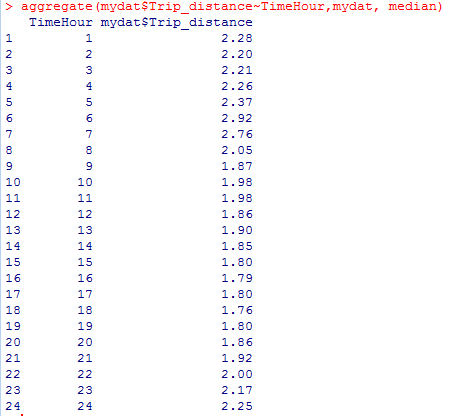 > aggregate(mydat$Trip_distance~TimeHour,mydat, median)
TimeHour mydat$Trip_distance
1 1 2.28
2 2 2.20
3 3 2.21
4 4 2.26
5 5 2.37
6 6 2.92
7 7 2.76
8 8 2.05
9 9 1.87
10 10 1.98
11 11 1.98
12 12 1.86
13 13 1.90
14 14 1.85
15 15 1.80
16 16 1.79
17 17 1.80
18 18 1.76
19 19 1.80
20 20 1.86
21 21 1.92
22 22 2.00
23 23 2.17
24 24 2.25